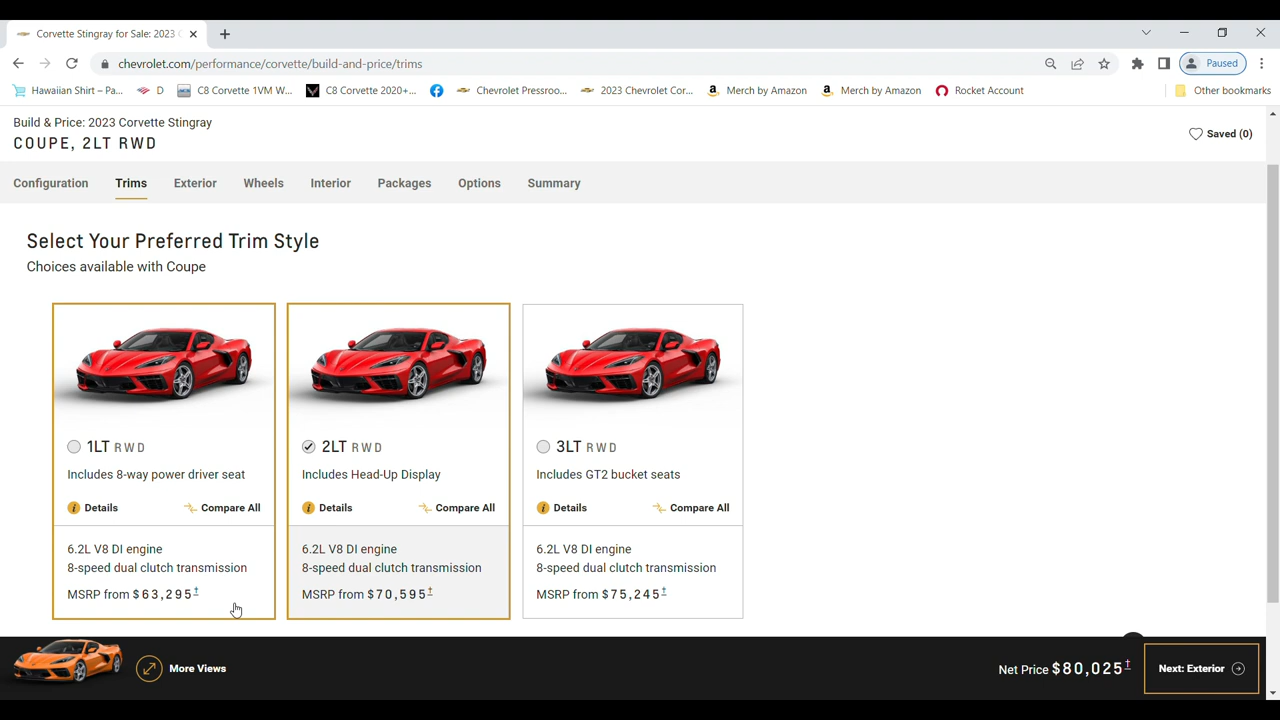 Corvette Stingray for Sale: 2023
chevrolet.com/performance/corvette/build-and-price/trims
Paused
Hawaiian Shirt – Pa...
D
C8 Corvette 1VM W...
C8 Corvette 2020+...
Chevrolet Pressroo...
2023 Chevrolet Cor...
Merch by Amazon
Merch by Amazon
Rocket Account
Other bookmarks
Build & Price: 2023 Corvette Stingray
COUPE, 2LT RWD
Saved (0)
Configuration Trims Exterior Wheels Interior Packages Options Summary
Select Your Preferred Trim Style
Choices available with Coupe
1LT RWD
Includes 8-way power driver seat
Details Compare All
6.2L V8 DI engine
8-speed dual clutch transmission
MSRP from $63,295†
2LT RWD
Includes Head-Up Display
Details Compare All
6.2L V8 DI engine
8-speed dual clutch transmission
MSRP from $70,595†
3LT RWD
Includes GT2 bucket seats
Details Compare All
6.2L V8 DI engine
8-speed dual clutch transmission
MSRP from $75,245†
More Views
Net Price $80,025†
Next: Exterior